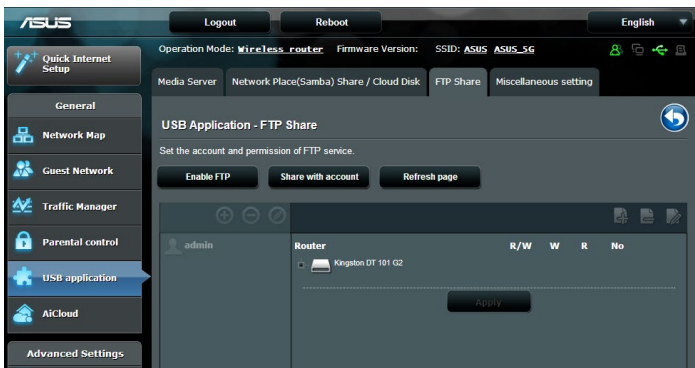 ASUS
Logout Reboot English
Quick Internet Setup
Operation Mode: Wireless router Firmware Version: SSID: ASUS ASUS_5G
Media Server Network Place(Samba) Share / Cloud Disk FTP Share Miscellaneous setting
General
Network Map
Guest Network
Traffic Manager
Parental control
USB application
AiCloud
Advanced Settings
USB Application - FTP Share
Set the account and permission of FTP service.
Enable FTP Share with account Refresh page
admin
Router R/W W R No
Kingston DT 101 G2
Apply